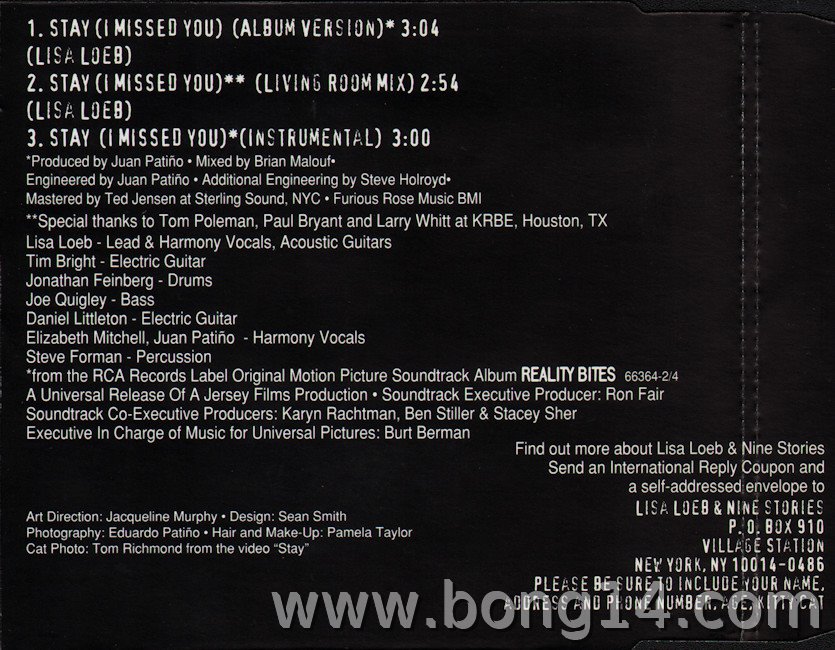 1. STAY (I MISSED YOU) (ALBUM VERSION)* 3:04
(LISA LOEB)
2. STAY (I MISSED YOU)** (LIVING ROOM MIX) 2:54
(LISA LOEB)
3. STAY (I MISSED YOU)*(INSTRUMENTAL) 3:00
*Produced by Juan Patiño • Mixed by Brian Malouf•
Engineered by Juan Patiño • Additional Engineering by Steve Holroyd•
Mastered by Ted Jensen at Sterling Sound, NYC • Furious Rose Music BMI
**Special thanks to Tom Poleman, Paul Bryant and Larry Whitt at KRBE, Houston, TX
Lisa Loeb - Lead & Harmony Vocals, Acoustic Guitars
Tim Bright - Electric Guitar
Jonathan Feinberg - Drums
Joe Quigley - Bass
Daniel Littleton - Electric Guitar
Elizabeth Mitchell, Juan Patiño - Harmony Vocals
Steve Forman - Percussion
*from the RCA Records Label Original Motion Picture Soundtrack Album REALITY BITES 66364-2/4
A Universal Release Of A Jersey Films Production • Soundtrack Executive Producer: Ron Fair
Soundtrack Co-Executive Producers: Karyn Rachtman, Ben Stiller & Stacey Sher
Executive In Charge of Music for Universal Pictures: Burt Berman
Find out more about Lisa Loeb & Nine Stories
Send an International Reply Coupon and
a self-addressed envelope to
LISA LOEB & NINE STORIES
P.O. BOX 910
VILLAGE STATION
NEW YORK, NY 10014-0486
PLEASE BE SURE TO INCLUDE YOUR NAME,
ADDRESS AND PHONE NUMBER, AGE, KITTY CAT
Art Direction: Jacqueline Murphy • Design: Sean Smith
Photography: Eduardo Patiño • Hair and Make-Up: Pamela Taylor
Cat Photo: Tom Richmond from the video “Stay”
www.bong14.com